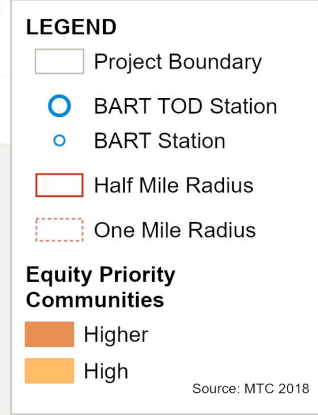 LEGEND
Project Boundary
BART TOD Station
BART Station
Half Mile Radius
One Mile Radius
Equity Priority
Communities
Higher
High
Source: MTC 2018